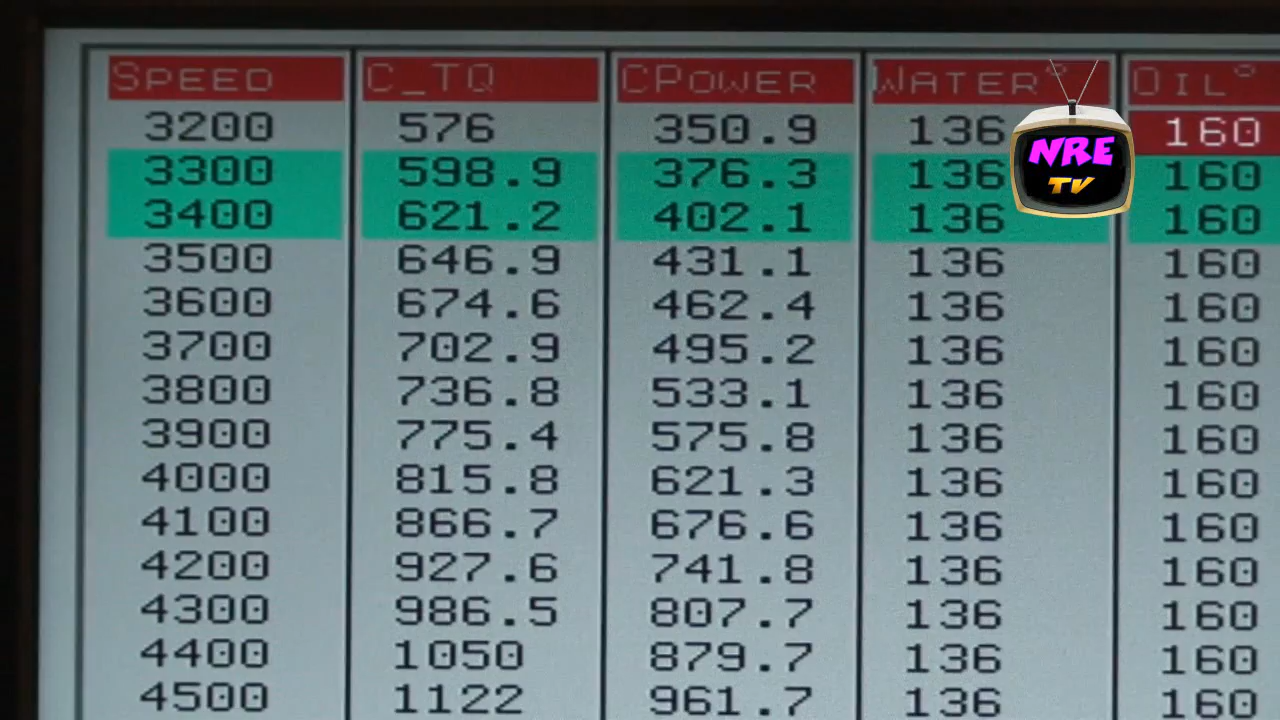 SPEED C_TQ CPOWER WATER° OIL°
3200 576 350.9 136 160
3300 598.9 376.3 136 160
3400 621.2 402.1 136 160
3500 646.9 431.1 136 160
3600 674.6 462.4 136 160
3700 702.9 495.2 136 160
3800 736.8 533.1 136 160
3900 775.4 575.8 136 160
4000 815.8 621.3 136 160
4100 866.7 676.6 136 160
4200 927.6 741.8 136 160
4300 986.5 807.7 136 160
4400 1050 879.7 136 160
4500 1122 961.7 136 160
NRE
TV